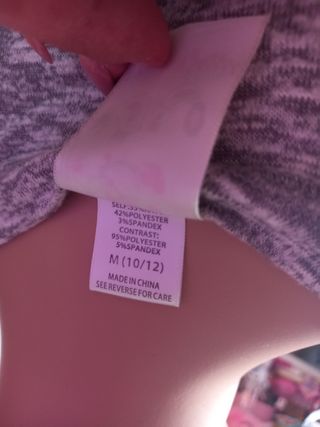 42%POLYESTER
3%SPANDEX
CONTRAST:
95%POLYESTER
5%SPANDEX
M (10/12)
MADE IN CHINA
SEE REVERSE FOR CARE